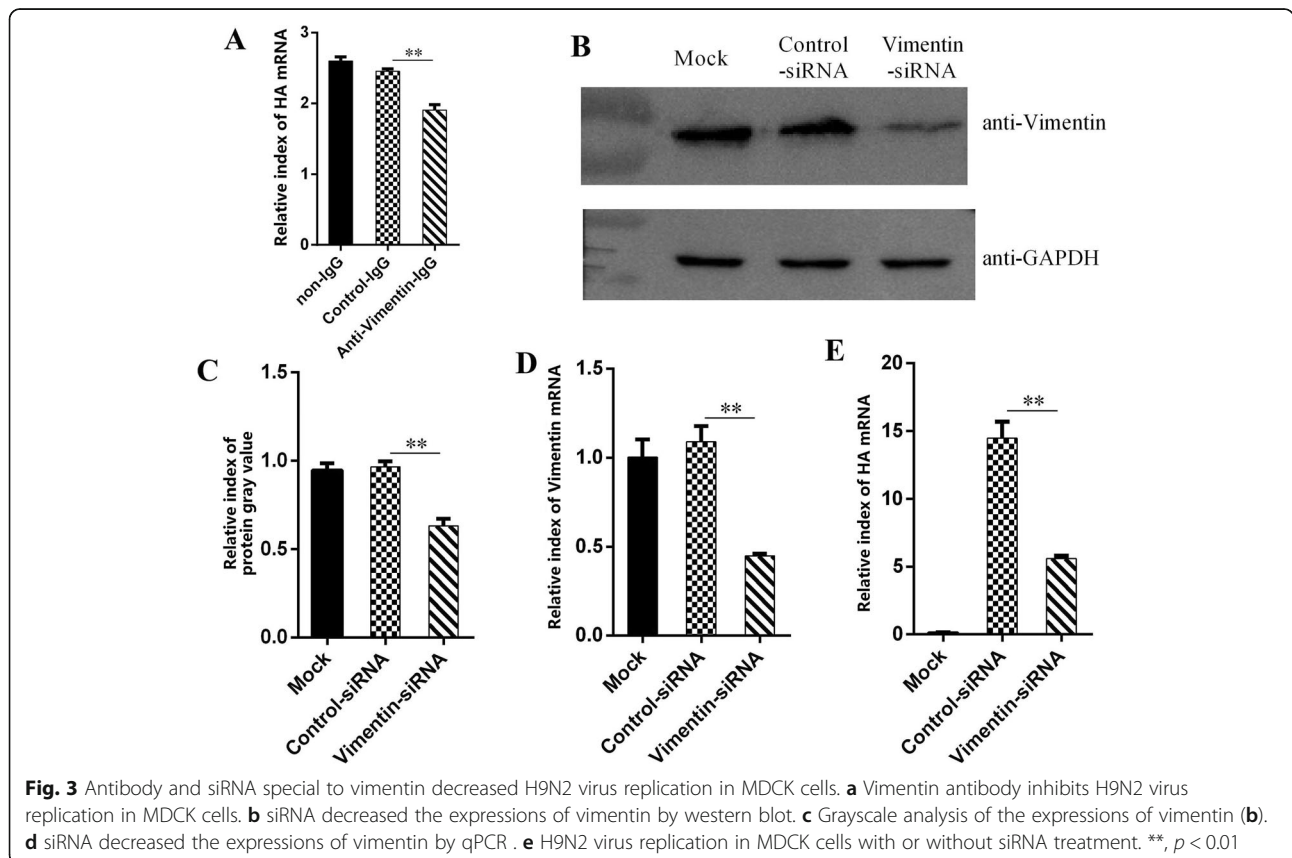 A
Relative index of HA mRNA
3
2
1
0
**
non-IgG
Control-IgG
Anti-Vimentin-IgG
B
Mock
Control
-siRNA
Vimentin
-siRNA
anti-Vimentin
anti-GAPDH
C
Relative index of
protein gray value
1.5
1.0
0.5
0.0
**
Mock
Control-siRNA
Vimentin-siRNA
D
Relative index of Vimentin mRNA
1.5
1.0
0.5
0.0
**
Mock
Control-siRNA
Vimentin-siRNA
E
Relative index of HA mRNA
20
15
10
5
0
**
Mock
Control-siRNA
Vimentin-siRNA
Fig. 3 Antibody and siRNA special to vimentin decreased H9N2 virus replication in MDCK cells. a Vimentin antibody inhibits H9N2 virus
replication in MDCK cells. b siRNA decreased the expressions of vimentin by western blot. c Grayscale analysis of the expressions of vimentin (b).
d siRNA decreased the expressions of vimentin by qPCR . e H9N2 virus replication in MDCK cells with or without siRNA treatment. **, p < 0.01